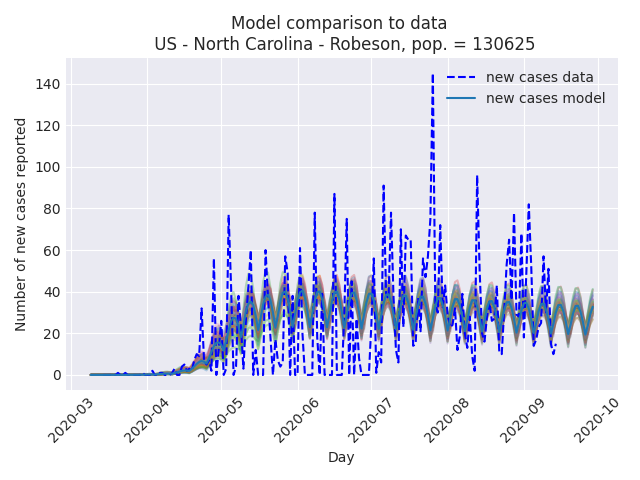 Model comparison to data
US - North Carolina - Robeson, pop. = 130625
new cases data
new cases model
Number of new cases reported
140
120
100
80
60
40
20
0
2020-03
2020-04
2020-05
2020-06
2020-07
2020-08
2020-09
2020-10
Day